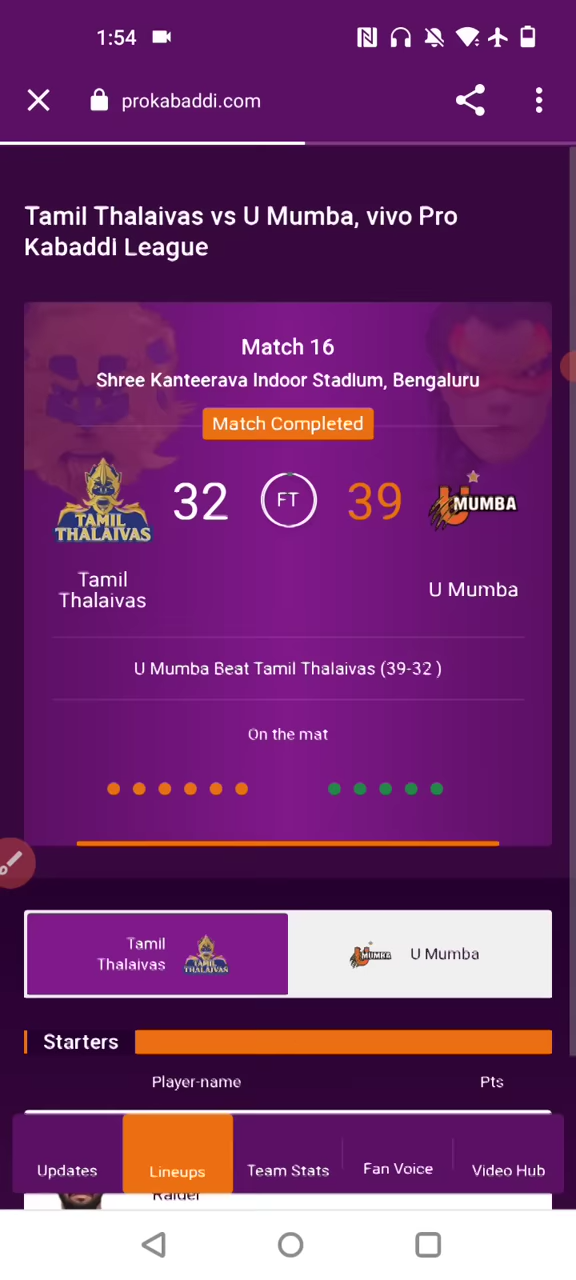 1:54
prokabaddi.com
Tamil Thalaivas vs U Mumba, vivo Pro
Kabaddi League
Match 16
Shree Kanteerava Indoor Stadium, Bengaluru
Match Completed
TAMIL
THALAIVAS
32
FT
39
U MUMBA
Tamil
Thalaivas
U Mumba
U Mumba Beat Tamil Thalaivas (39-32 )
On the mat
Tamil
Thalaivas
TAMIL
THALAIVAS
U MUMBA
U Mumba
Starters
Player-name
Pts
Updates
Lineups
Team Stats
Fan Voice
Video Hub
Raider